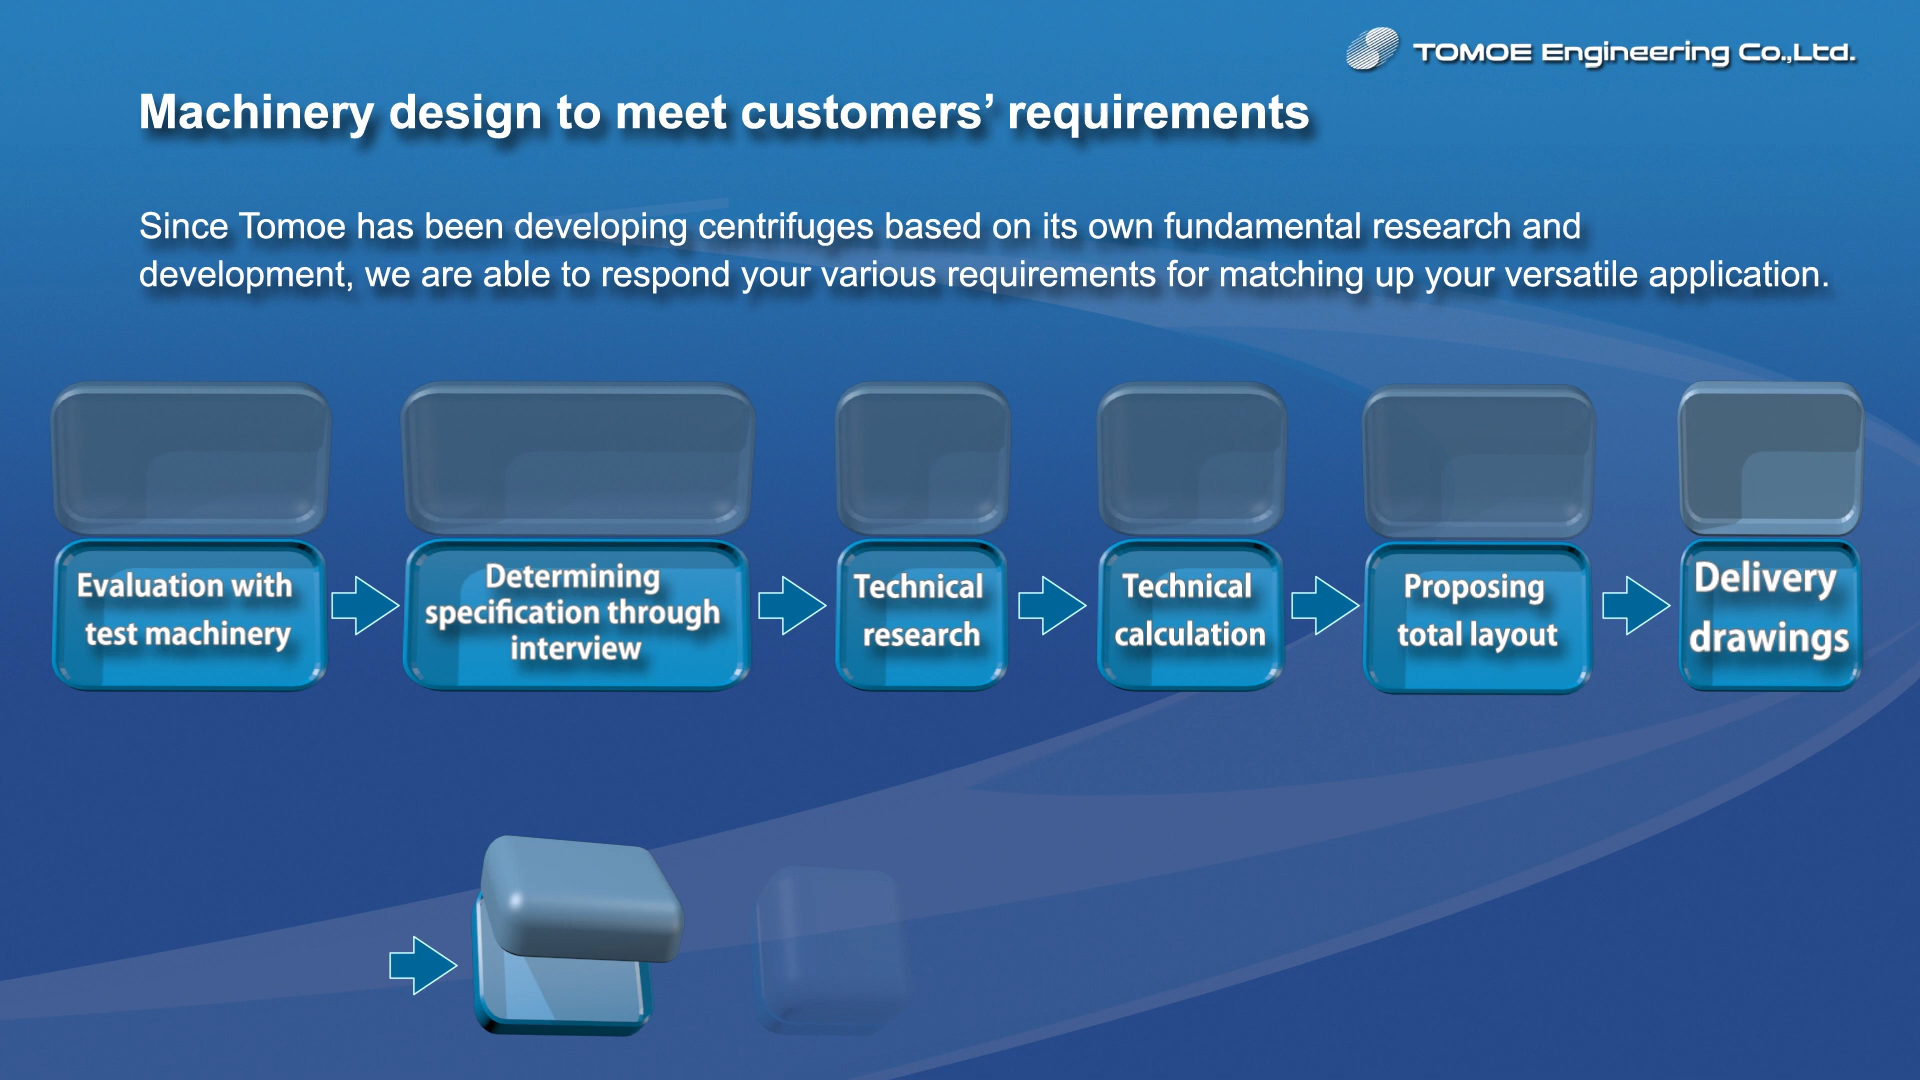 TOMOE Engineering Co.,Ltd.
Machinery design to meet customers’ requirements
Since Tomoe has been developing centrifuges based on its own fundamental research and
development, we are able to respond your various requirements for matching up your versatile application.
Evaluation with
test machinery
Determining
specification through
interview
Technical
research
Technical
calculation
Proposing
total layout
Delivery
drawings